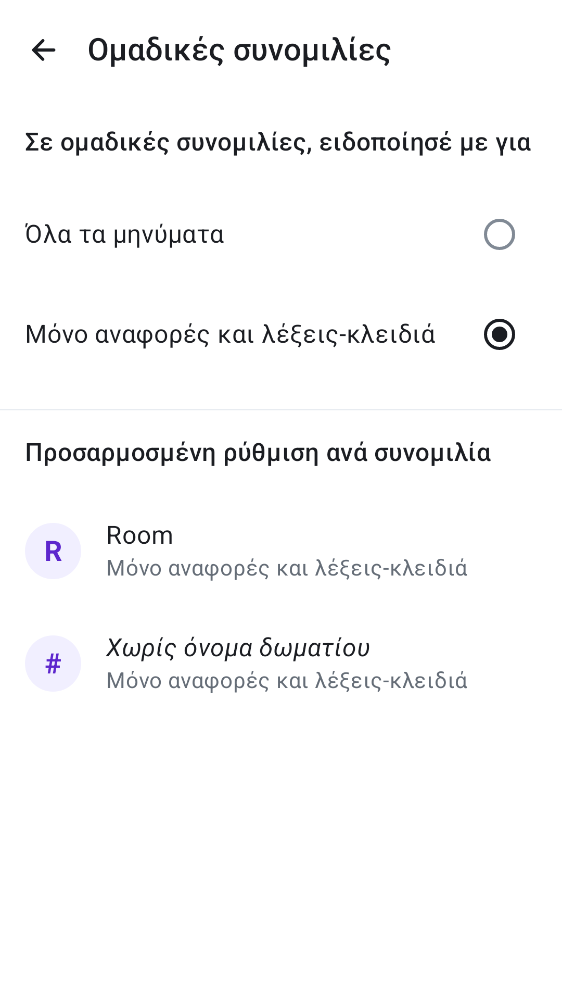 Ομαδικές συνομιλίες
Σε ομαδικές συνομιλίες, ειδοποίησέ με για
Όλα τα μηνύματα
Μόνο αναφορές και λέξεις-κλειδιά
Προσαρμοσμένη ρύθμιση ανά συνομιλία
R
Room
Μόνο αναφορές και λέξεις-κλειδιά
#
Χωρίς όνομα δωματίου
Μόνο αναφορές και λέξεις-κλειδιά